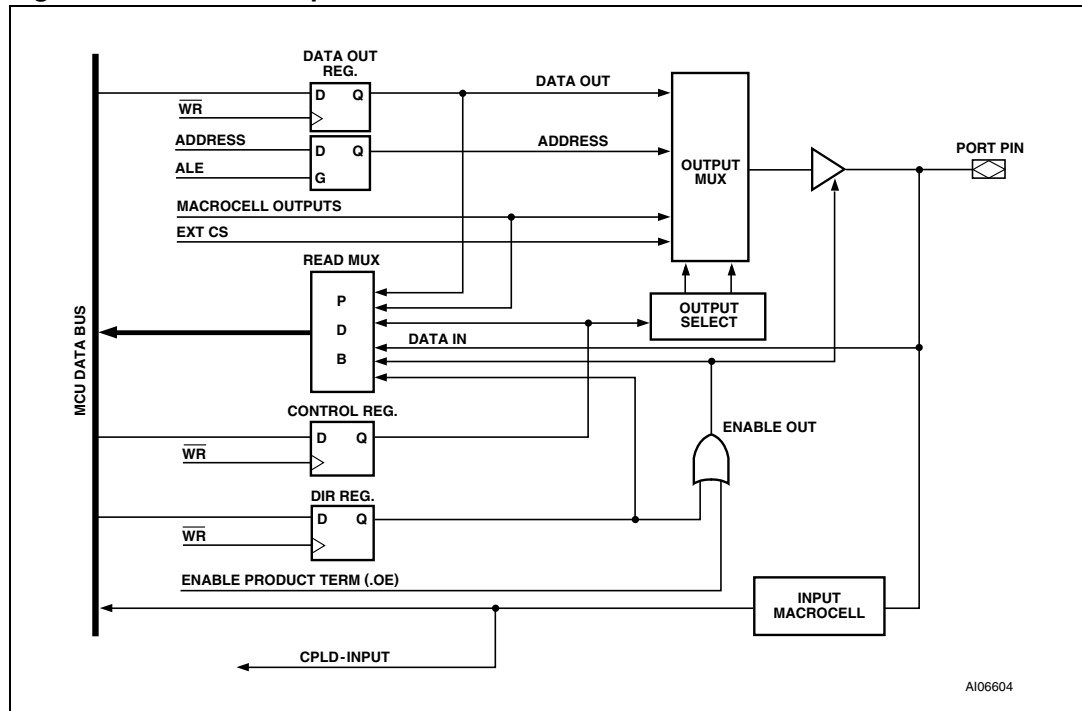 DATA OUT
REG.
D Q
DATA OUT
WR
ADDRESS
D Q
ADDRESS
ALE
G
OUTPUT
MUX
PORT PIN
MACROCELL OUTPUTS
EXT CS
READ MUX
P
D
B
OUTPUT
SELECT
DATA IN
MCU DATA BUS
CONTROL REG.
D Q
WR
ENABLE OUT
DIR REG.
D Q
WR
ENABLE PRODUCT TERM (.OE)
INPUT
MACROCELL
CPLD-INPUT
AI06604